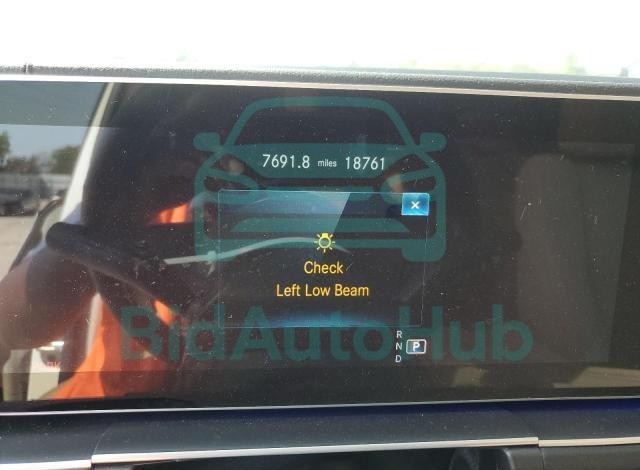 7691.8 miles 18761
×
Check
Left Low Beam
R
N P
D
BidAutoHub